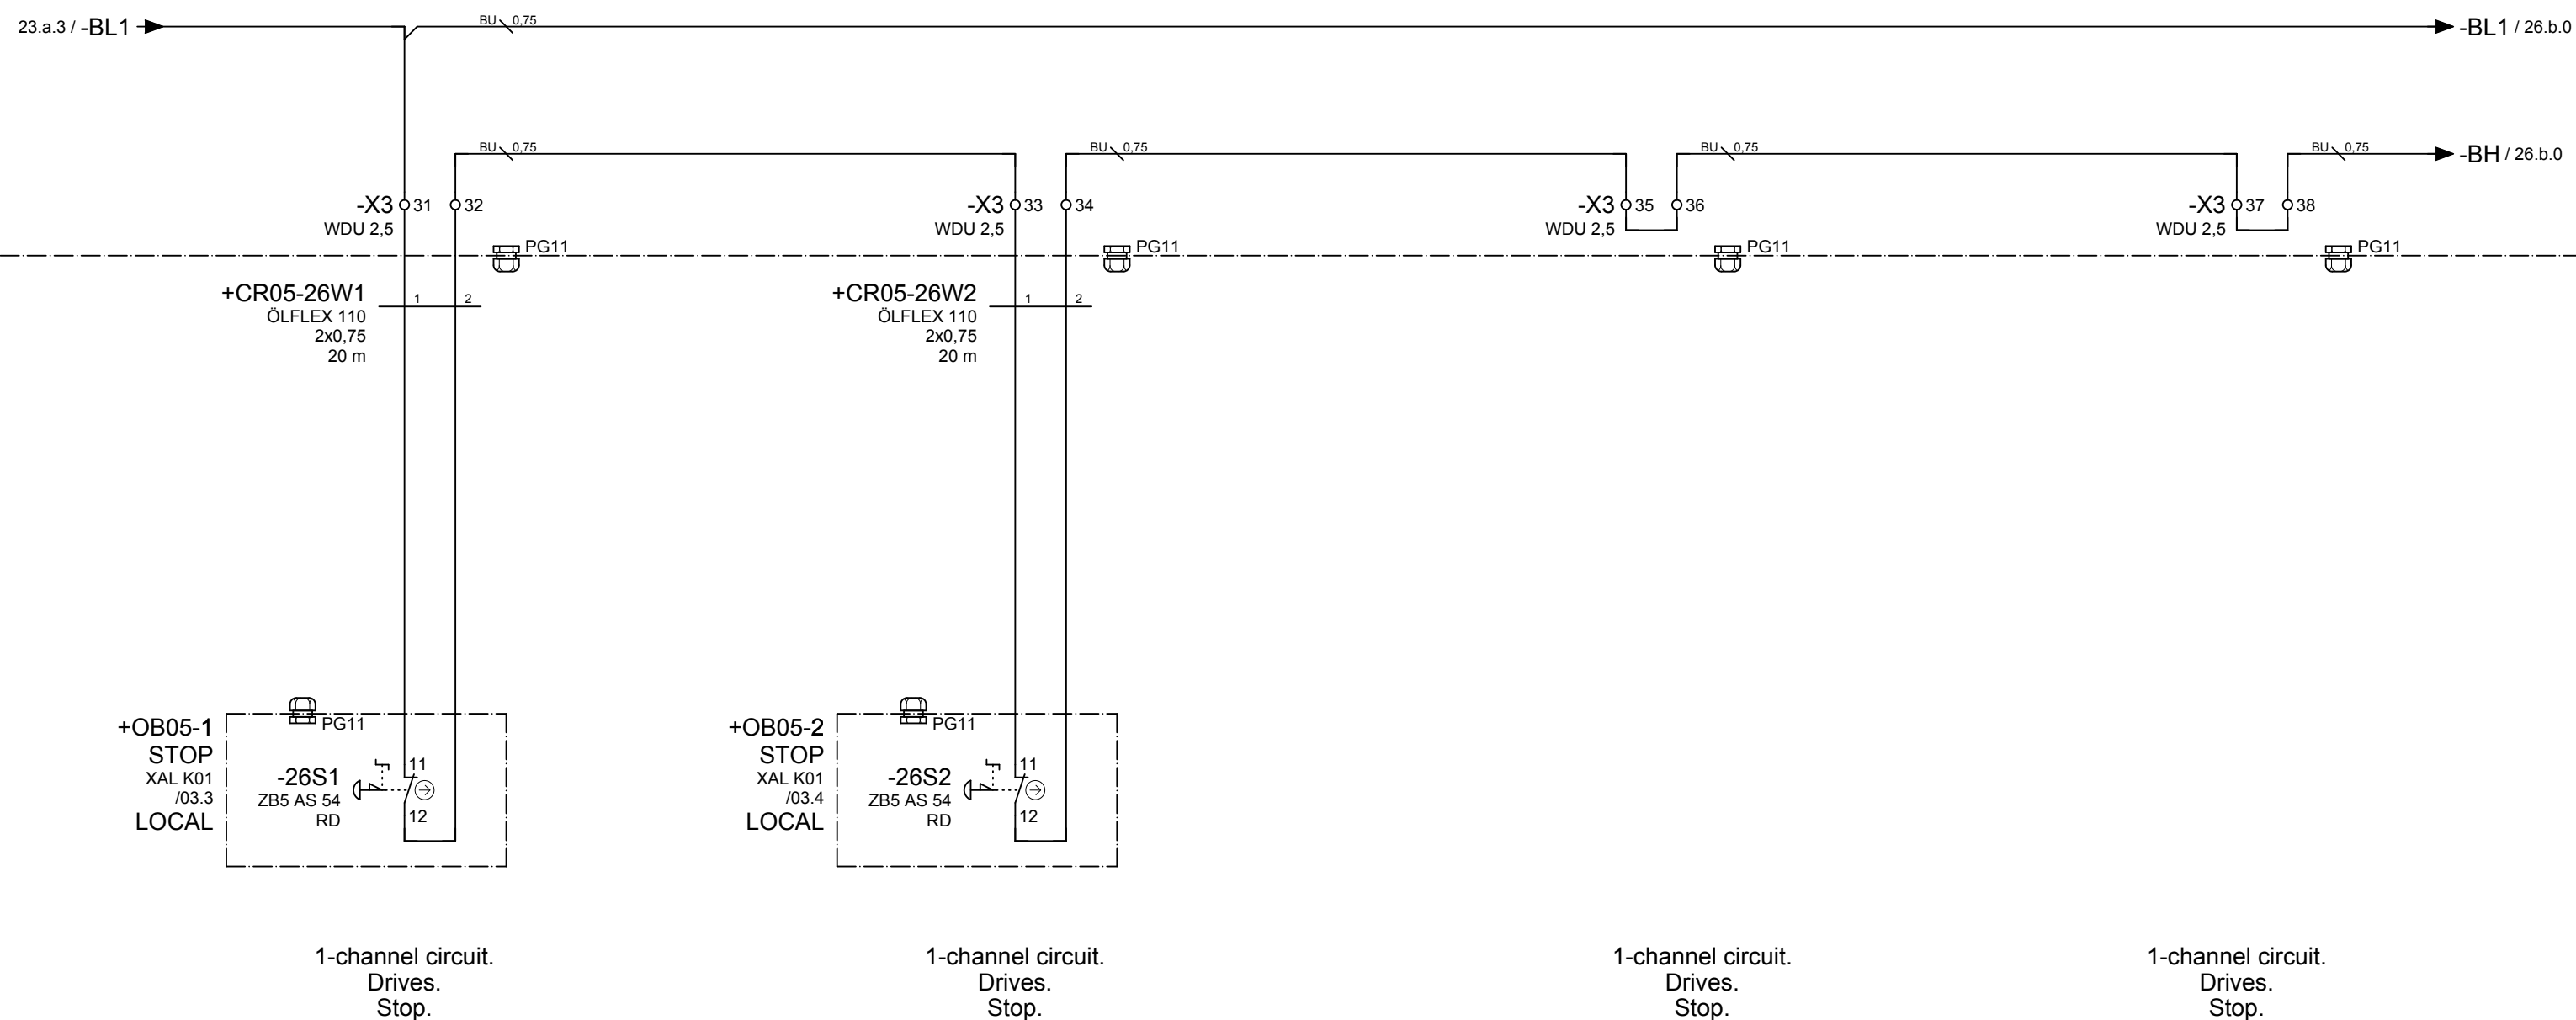 23.a.3 / -BL1
BU 0,75
-BL1 / 26.b.0
BU 0,75
BU 0,75
BU 0,75
BU 0,75
-BH / 26.b.0
-X3 31 32
WDU 2,5
-X3 33 34
WDU 2,5
-X3 35 36
WDU 2,5
-X3 37 38
WDU 2,5
PG11
PG11
PG11
PG11
+CR05-26W1 1 2
ÖLFLEX 110
2x0,75
20 m
+CR05-26W2 1 2
ÖLFLEX 110
2x0,75
20 m
+OB05-1
STOP
XAL K01
/03.3
LOCAL
PG11
-26S1
ZB5 AS 54
RD
11
12
+OB05-2
STOP
XAL K01
/03.4
LOCAL
PG11
-26S2
ZB5 AS 54
RD
11
12
1-channel circuit.
Drives.
Stop.
1-channel circuit.
Drives.
Stop.
1-channel circuit.
Drives.
Stop.
1-channel circuit.
Drives.
Stop.